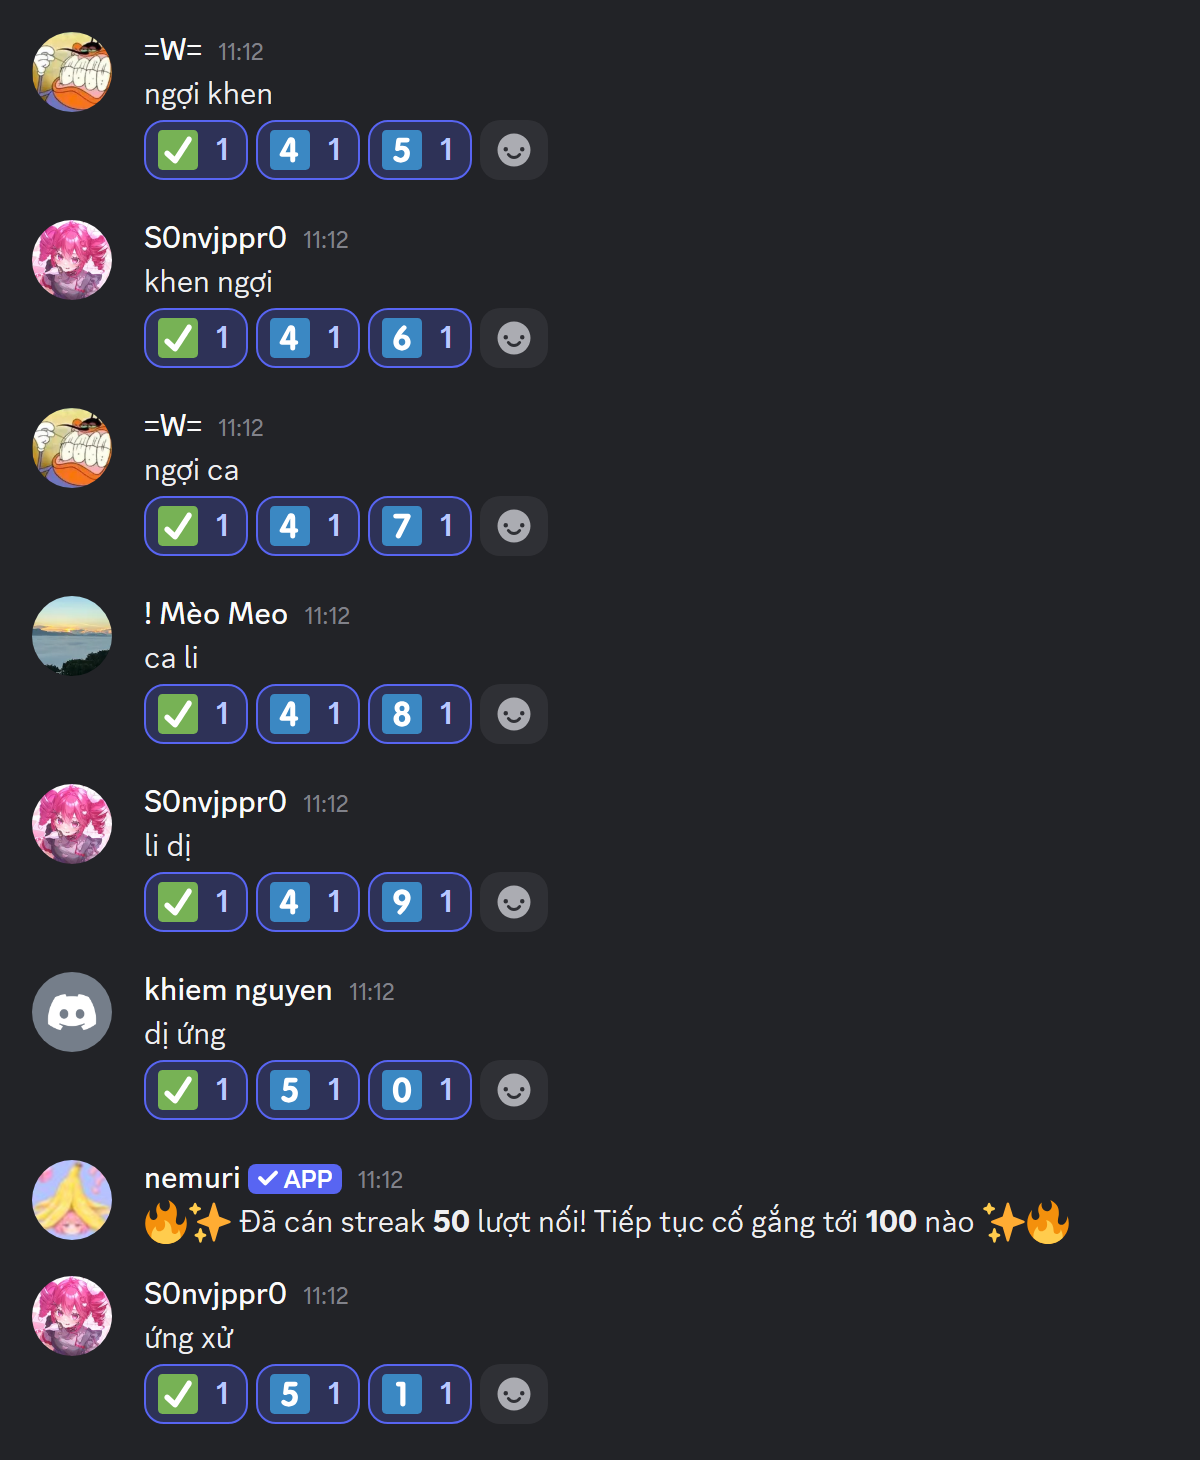 =W= 11:12
ngợi khen
✅ 1 4️⃣ 1 5️⃣ 1
S0nvjppr0 11:12
khen ngợi
✅ 1 4️⃣ 1 6️⃣ 1
=W= 11:12
ngợi ca
✅ 1 4️⃣ 1 7️⃣ 1
! Mèo Meo 11:12
ca li
✅ 1 4️⃣ 1 8️⃣ 1
S0nvjppr0 11:12
li dị
✅ 1 4️⃣ 1 9️⃣ 1
khiem nguyen 11:12
dị ứng
✅ 1 5️⃣ 1 0️⃣ 1
nemuri ✓ APP 11:12
🔥✨ Đã cán streak 50 lượt nối! Tiếp tục cố gắng tới 100 nào ✨🔥
S0nvjppr0 11:12
ứng xử
✅ 1 5️⃣ 1 1️⃣ 1